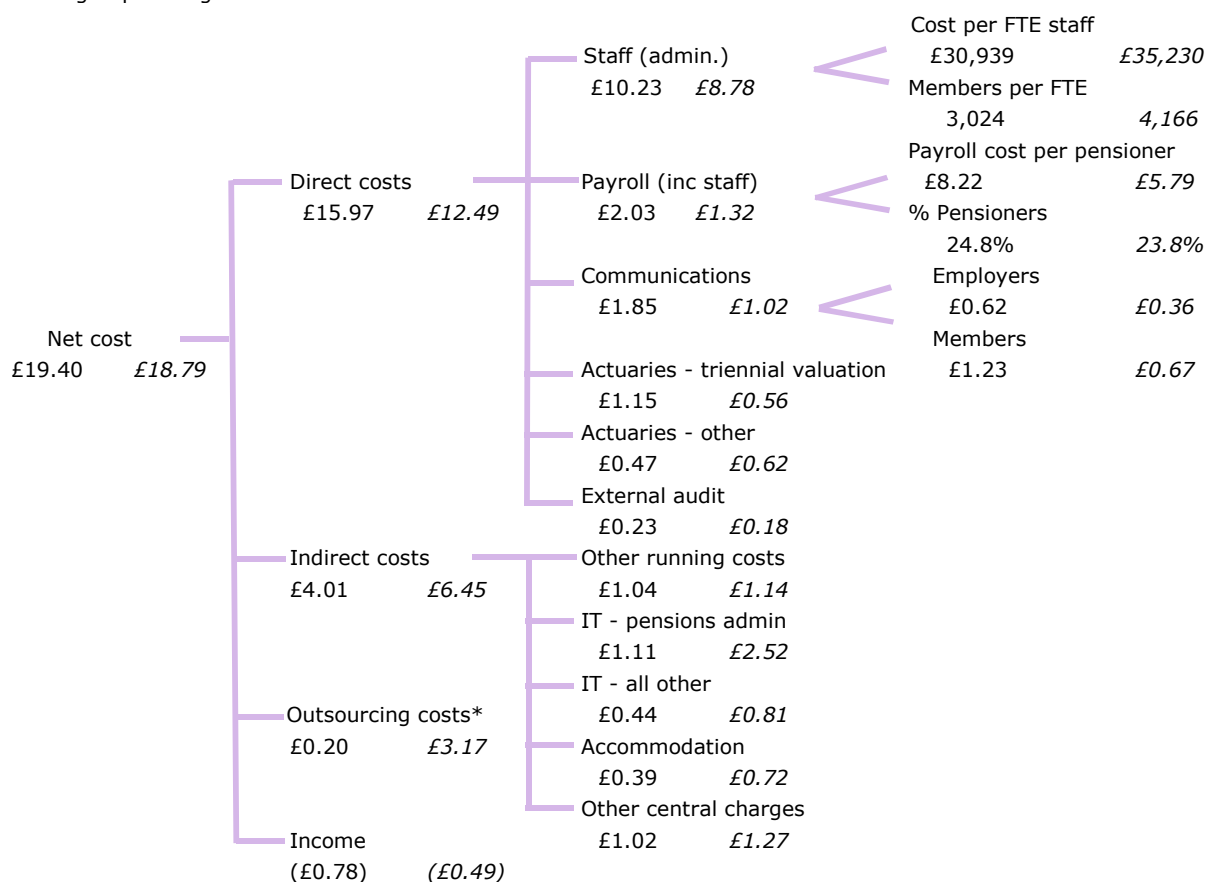 Cost per FTE staff
£30,939 £35,230
Staff (admin.)
£10.23 £8.78
Members per FTE
3,024 4,166
Payroll cost per pensioner
£8.22 £5.79
Direct costs
£15.97 £12.49
Payroll (inc staff)
£2.03 £1.32
% Pensioners
24.8% 23.8%
Communications
£1.85 £1.02
Employers
£0.62 £0.36
Members
£1.23 £0.67
Net cost
£19.40 £18.79
Actuaries - triennial valuation
£1.15 £0.56
Actuaries - other
£0.47 £0.62
External audit
£0.23 £0.18
Indirect costs
£4.01 £6.45
Other running costs
£1.04 £1.14
IT - pensions admin
£1.11 £2.52
IT - all other
£0.44 £0.81
Outsourcing costs*
£0.20 £3.17
Accommodation
£0.39 £0.72
Other central charges
£1.02 £1.27
Income
(£0.78) (£0.49)